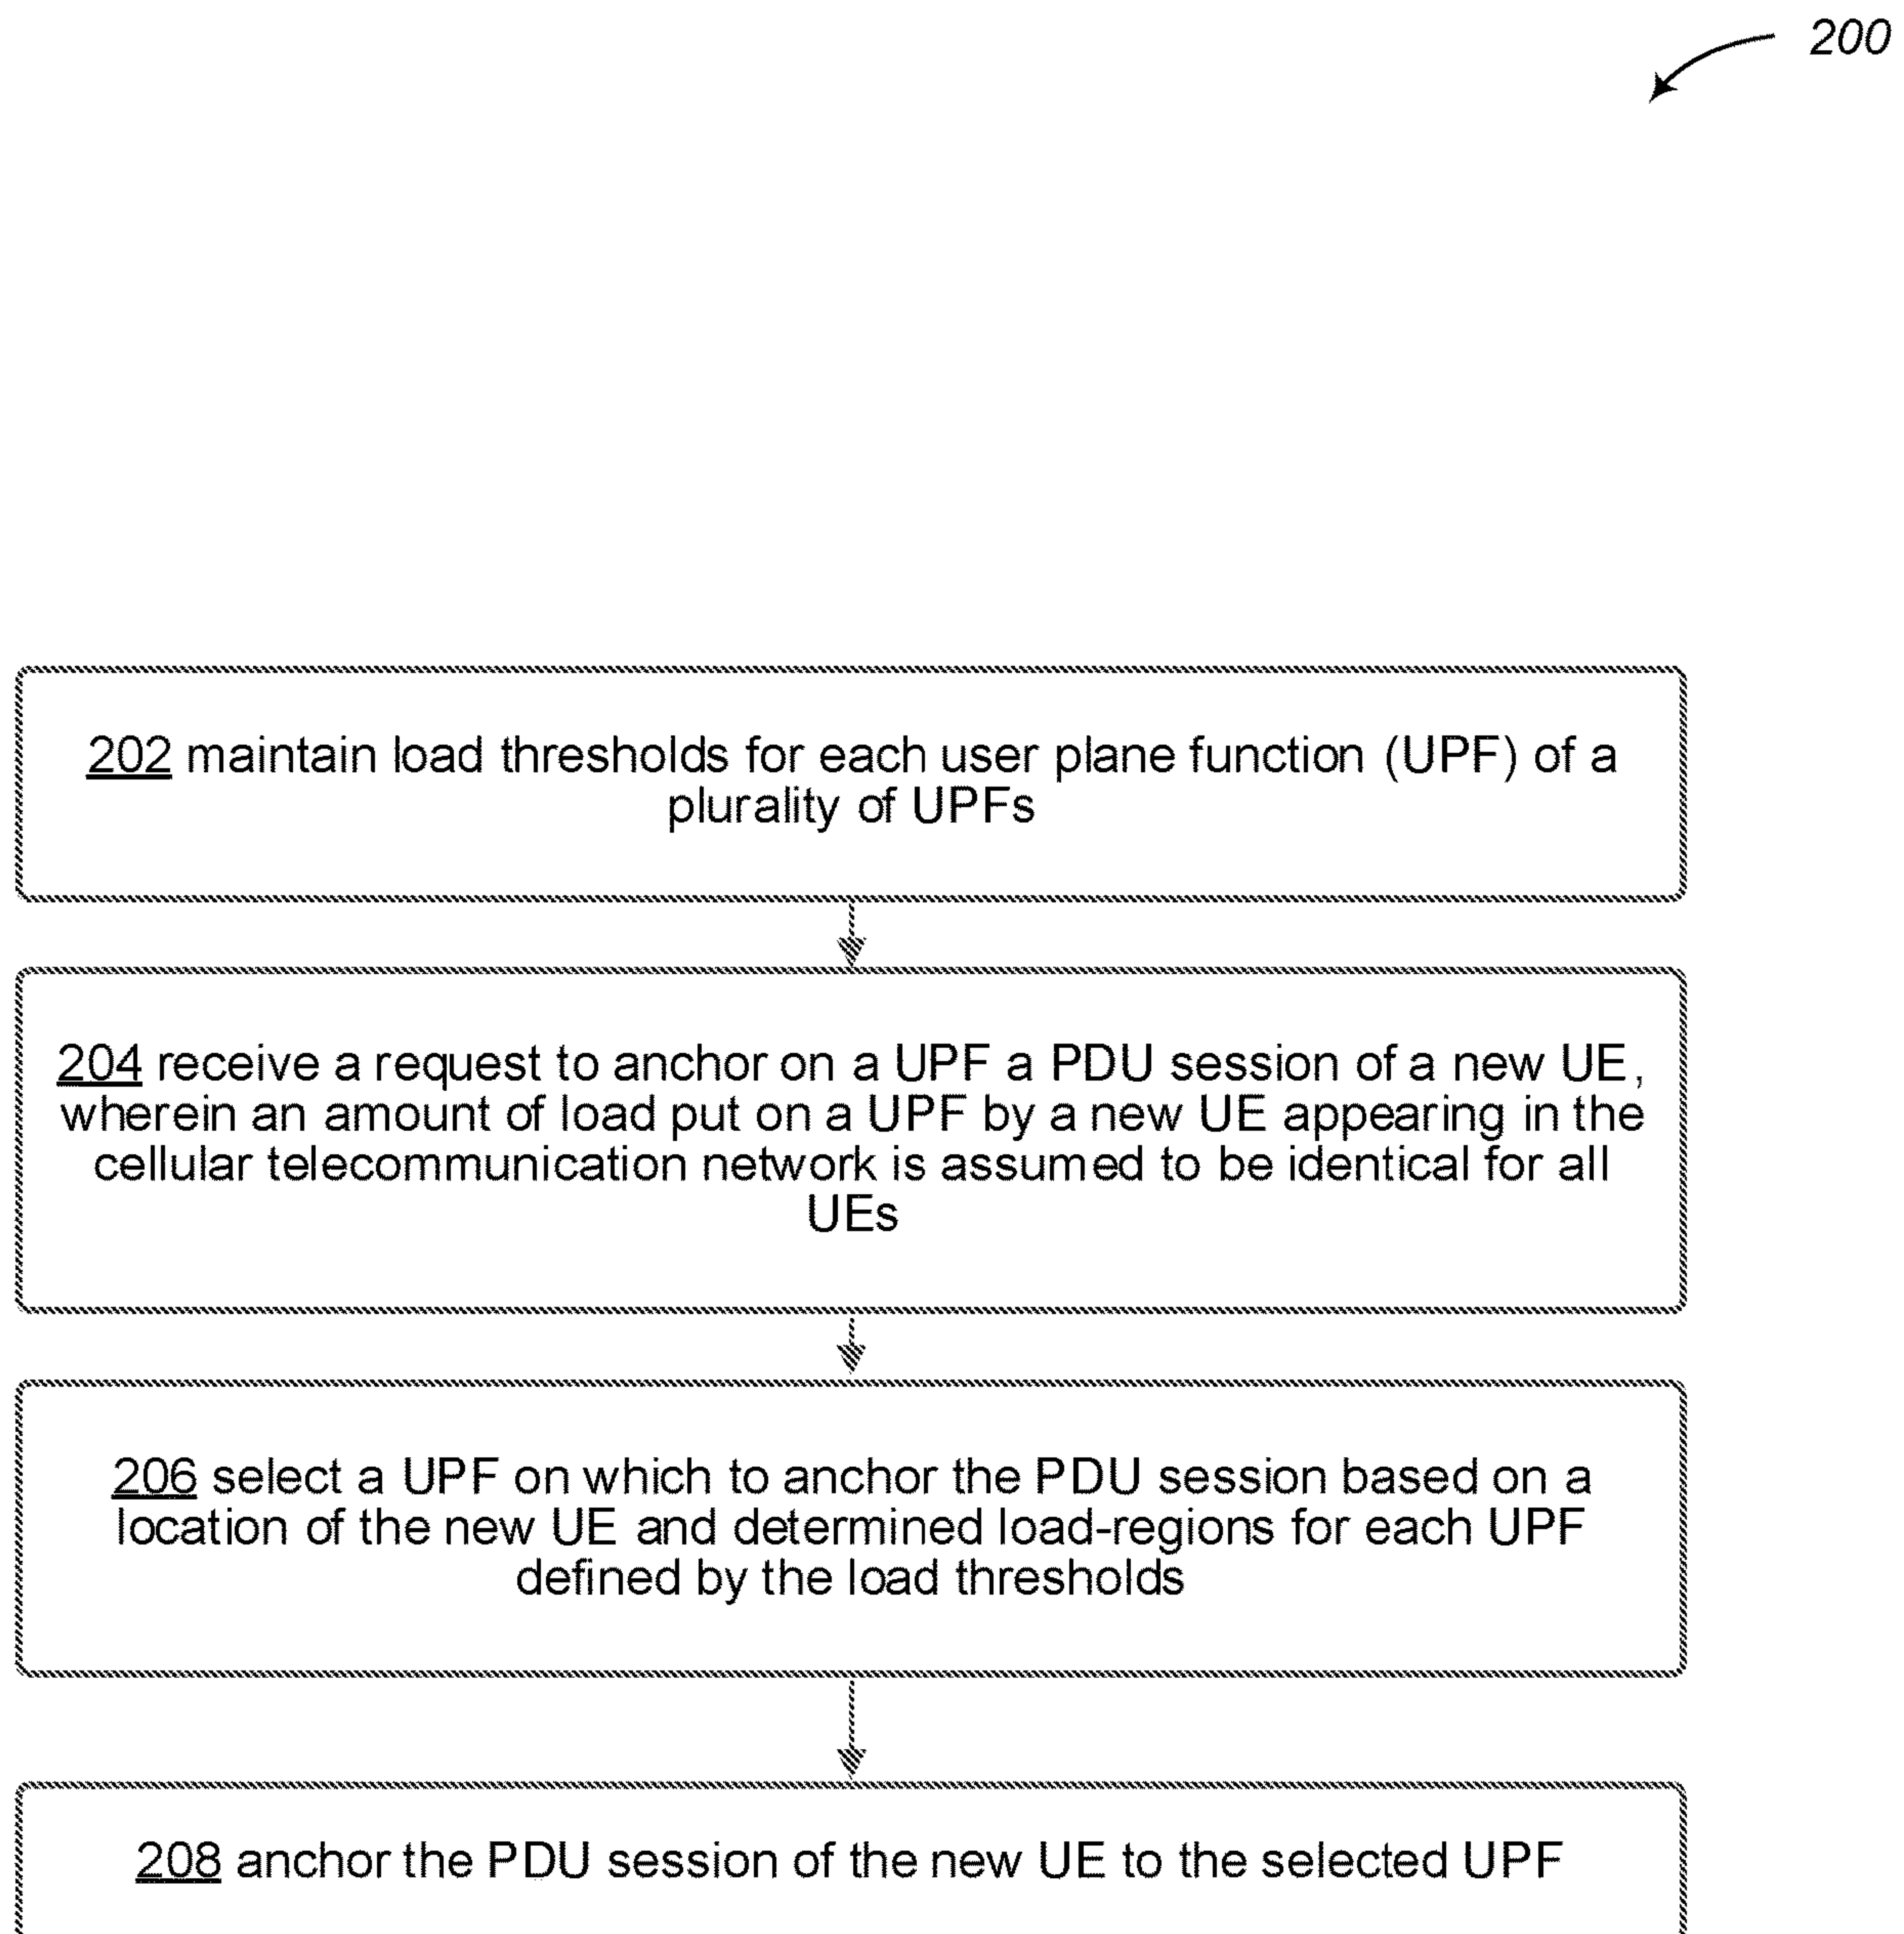 200
202 maintain load thresholds for each user plane function (UPF) of a
plurality of UPFs
204 receive a request to anchor on a UPF a PDU session of a new UE,
wherein an amount of load put on a UPF by a new UE appearing in the
cellular telecommunication network is assumed to be identical for all
UEs
206 select a UPF on which to anchor the PDU session based on a
location of the new UE and determined load-regions for each UPF
defined by the load thresholds
208 anchor the PDU session of the new UE to the selected UPF